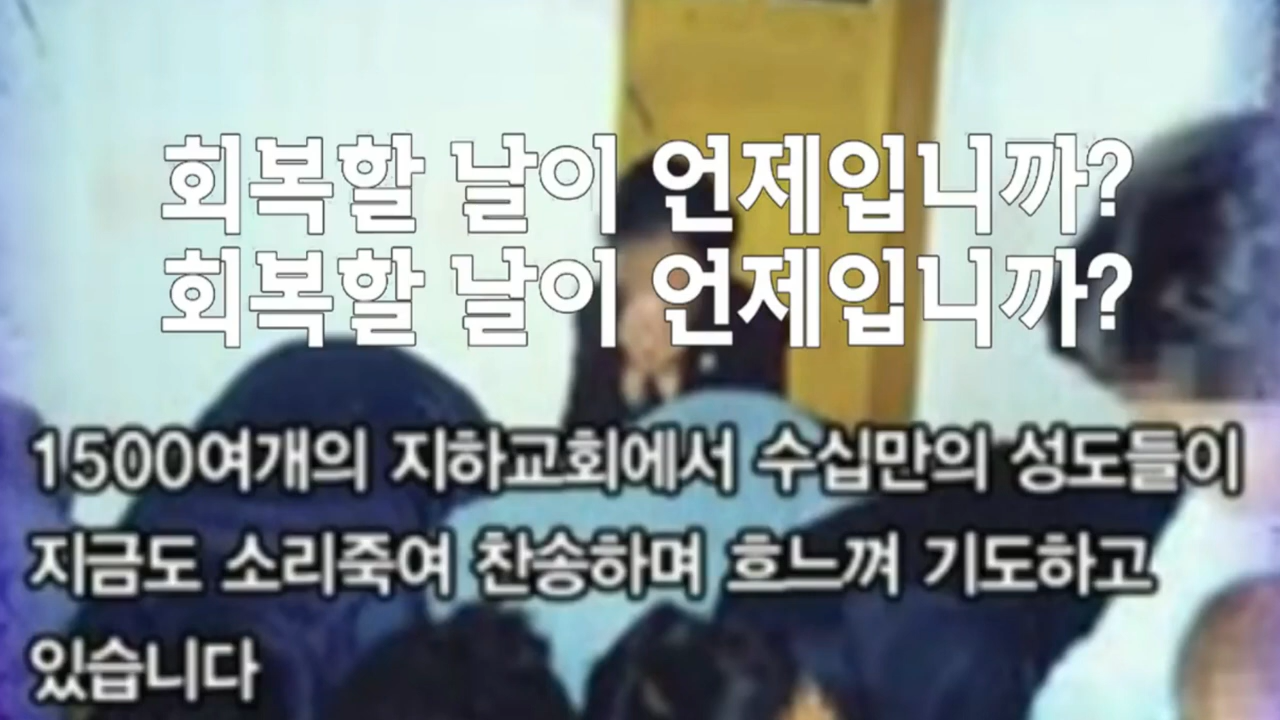 회복할 날이 언제입니까?
회복할 날이 언제입니까?
1500여개의 지하교회에서 수십만의 성도들이
지금도 소리죽여 찬송하며 흐느껴 기도하고
있습니다